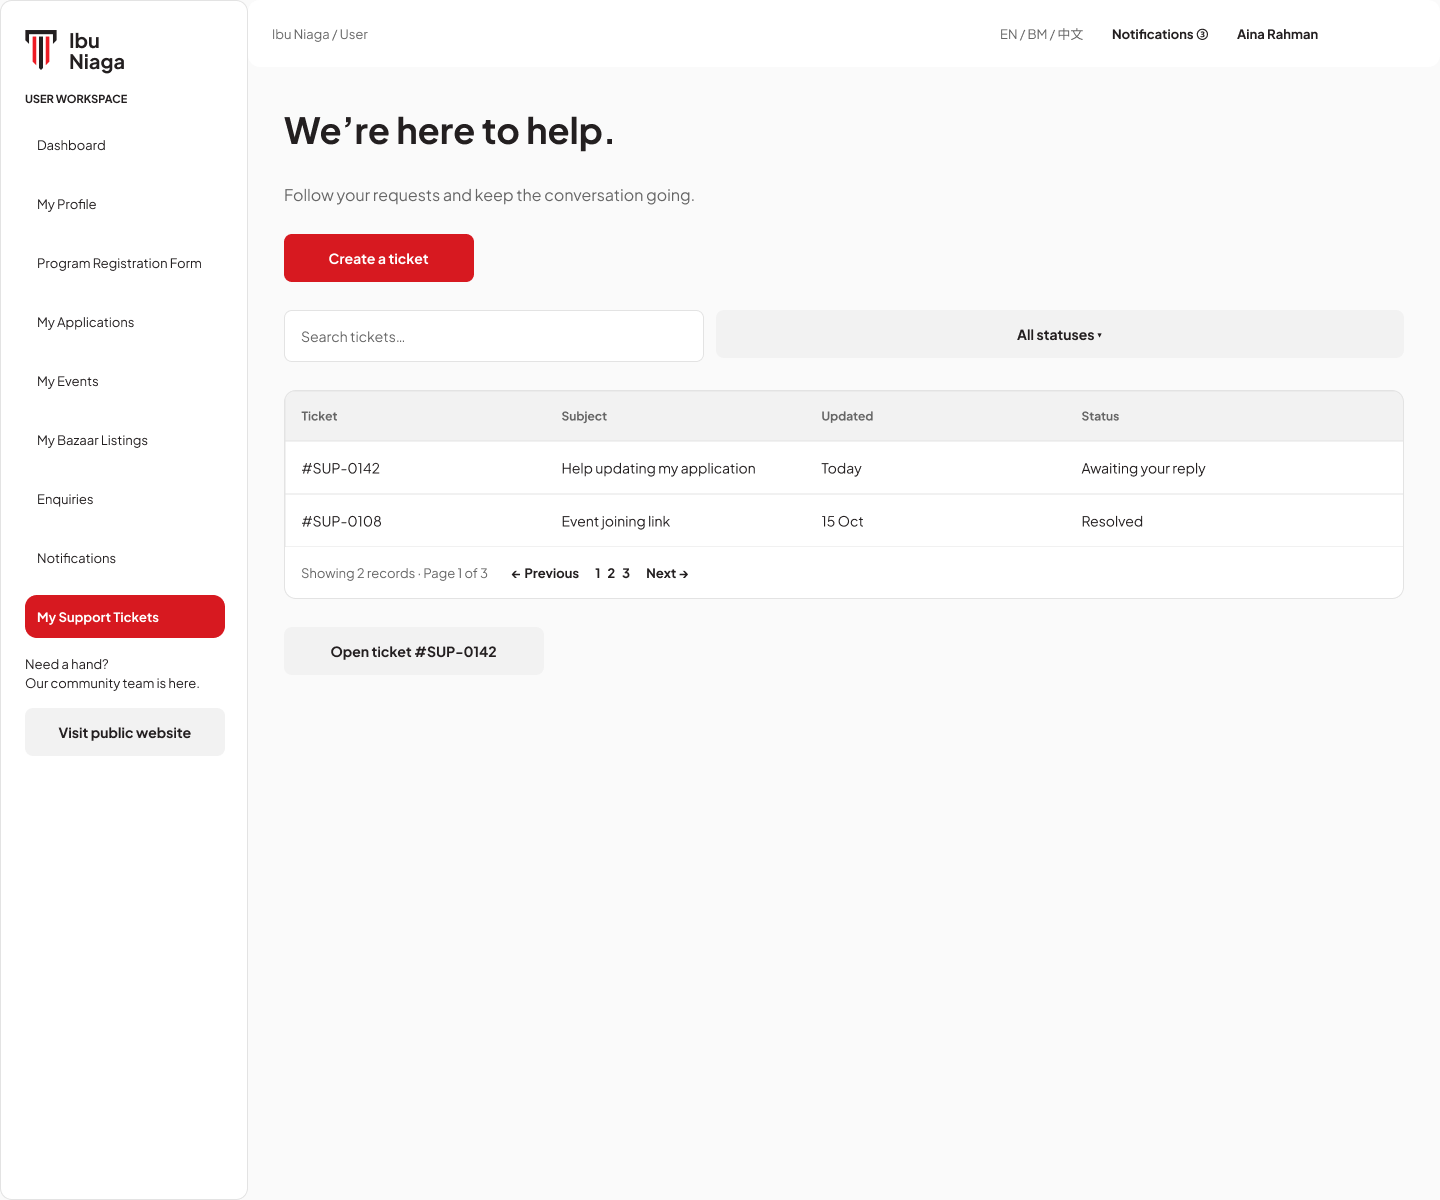 Ibu
Niaga
USER WORKSPACE
Dashboard
My Profile
Program Registration Form
My Applications
My Events
My Bazaar Listings
Enquiries
Notifications
My Support Tickets
Need a hand?
Our community team is here.
Visit public website
Ibu Niaga / User
EN / BM / 中文 Notifications ③ Aina Rahman
We’re here to help.
Follow your requests and keep the conversation going.
Create a ticket
Search tickets...
All statuses ▾
Ticket Subject Updated Status
#SUP-0142 Help updating my application Today Awaiting your reply
#SUP-0108 Event joining link 15 Oct Resolved
Showing 2 records · Page 1 of 3 ← Previous 1 2 3 Next →
Open ticket #SUP-0142